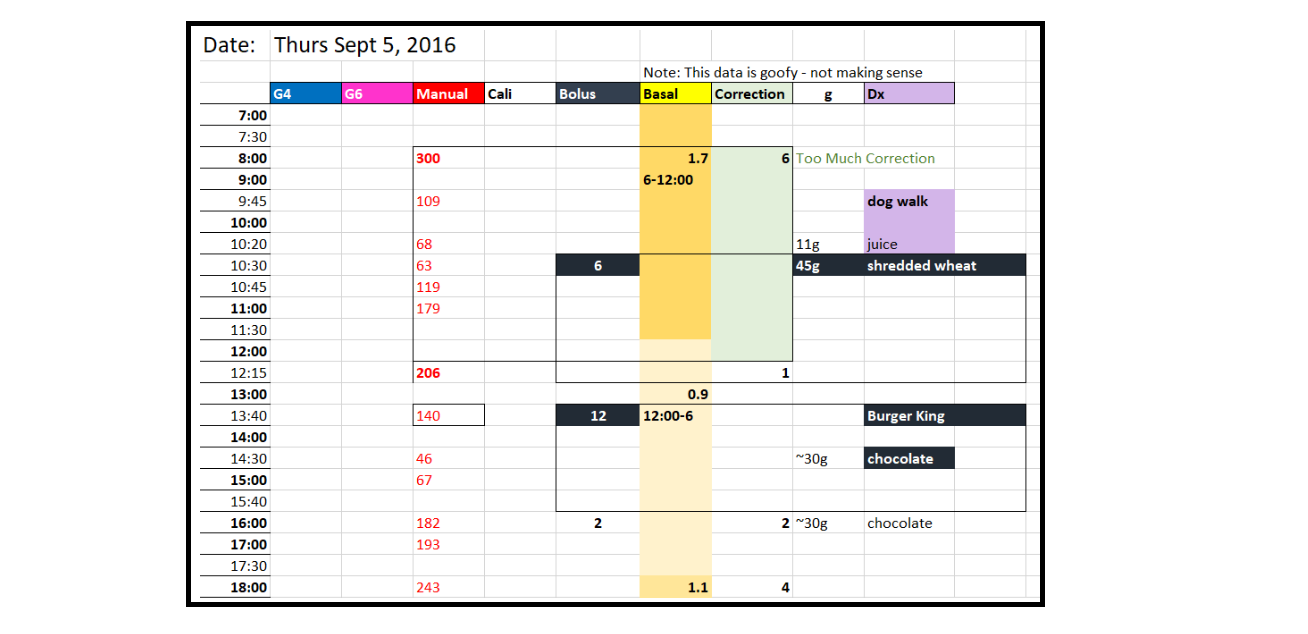 Date: Thurs Sept 5, 2016
Note: This data is goofy - not making sense
G4 G6 Manual Cali Bolus Basal Correction g Dx
7:00
7:30
8:00 300 1.7 6 Too Much Correction
9:00 6-12:00
9:45 109 dog walk
10:00
10:20 68 11g juice
10:30 63 6 45g shredded wheat
10:45 119
11:00 179
11:30
12:00
12:15 206 1
13:00 0.9
13:40 140 12 12:00-6 Burger King
14:00
14:30 46 ~30g chocolate
15:00 67
15:40
16:00 182 2 2 ~30g chocolate
17:00 193
17:30
18:00 243 1.1 4